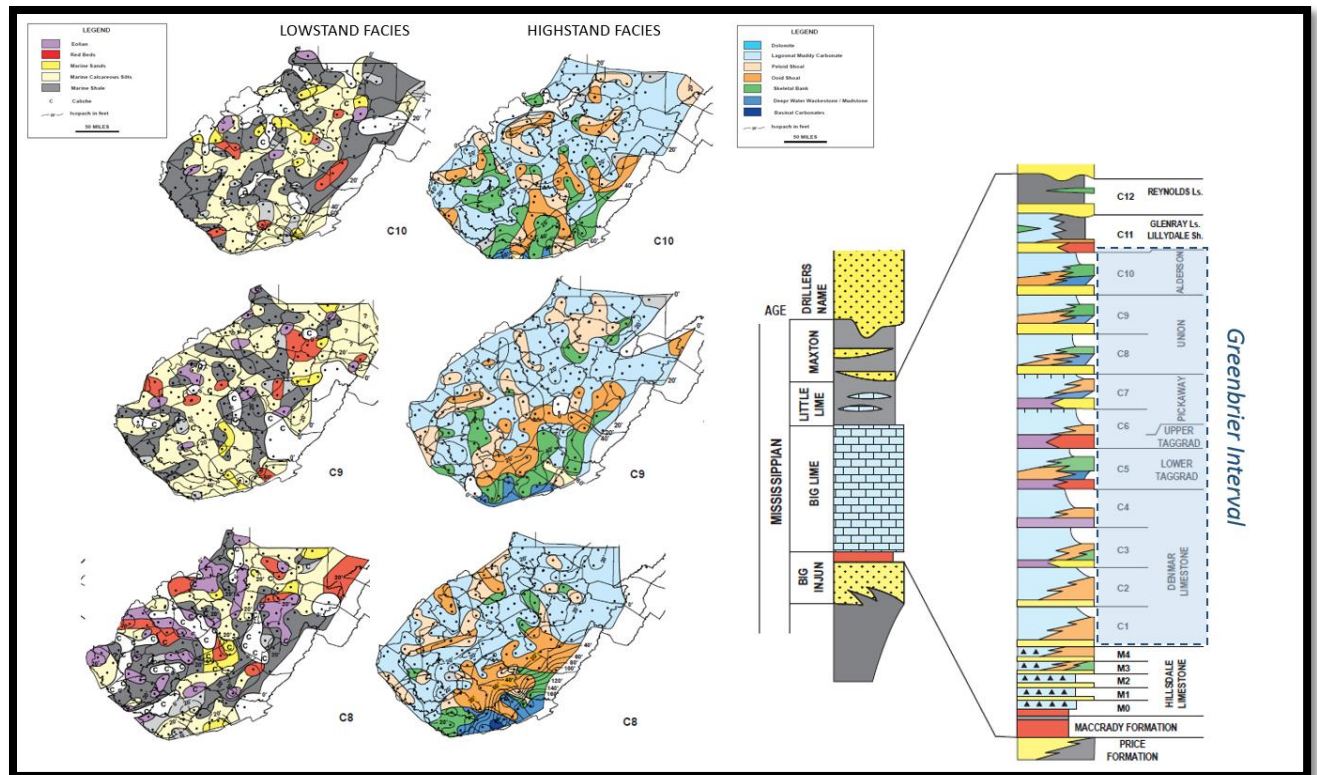 LEGEND
Eolian
Red Beds
Marine Sands
Marine Calcareous Silts
Marine Shale
C Caliche
Isopach in feet
50 MILES
LOWSTAND FACIES
HIGHSTAND FACIES
LEGEND
Dolomite
Lagoonal Muddy Carbonate
Peloid Shoal
Ooid Shoal
Skeletal Bank
Deeper Water Wackestone / Mudstone
Basinal Carbonates
Isopach in feet
50 MILES
C10
C10
C9
C9
C8
C8
AGE
DRILLERS NAME
MISSISSIPPIAN
MAXTON
LITTLE LIME
BIG LIME
BIG INJUN
C12 REYNOLDS Ls.
GLENRAY Ls.
C11 LILLYDALE Sh.
C10 ALDERSON
C9
UNION
C8
C7 PICKAWAY
C6 UPPER TAGGRAD
C5 LOWER TAGGRAD
C4
C3
DENMAR LIMESTONE
C2
C1
M4
M3
M2
M1
M0
HILLSDALE LIMESTONE
MACCRADY FORMATION
PRICE FORMATION
Greenbrier Interval